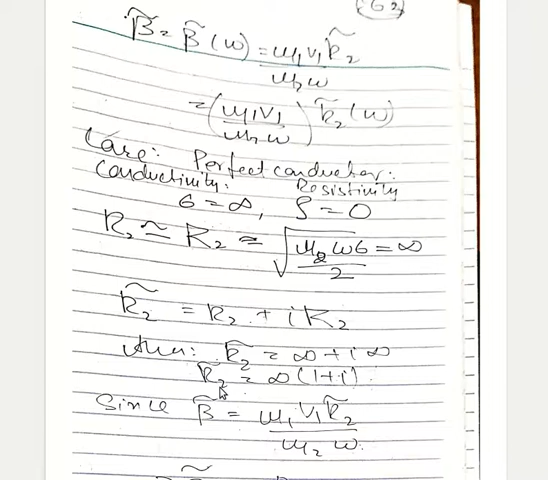 62
β̃ = β̃(ω) = μ₁v₁k̃₂ / μ₂ω
= (μ₁v₁ / μ₂ω) k̃₂(ω)
Case: Perfect conductor:
Conductivity: Resistivity
σ = ∞, ρ = 0
k₂ ≃ K₂ = √(μ₂ωσ / 2) = ∞
k̃₂ = k₂ + iK₂
then: k̃₂ = ∞ + i∞
k̃₂ = ∞(1+i)
Since β̃ = μ₁v₁k̃₂ / μ₂ω